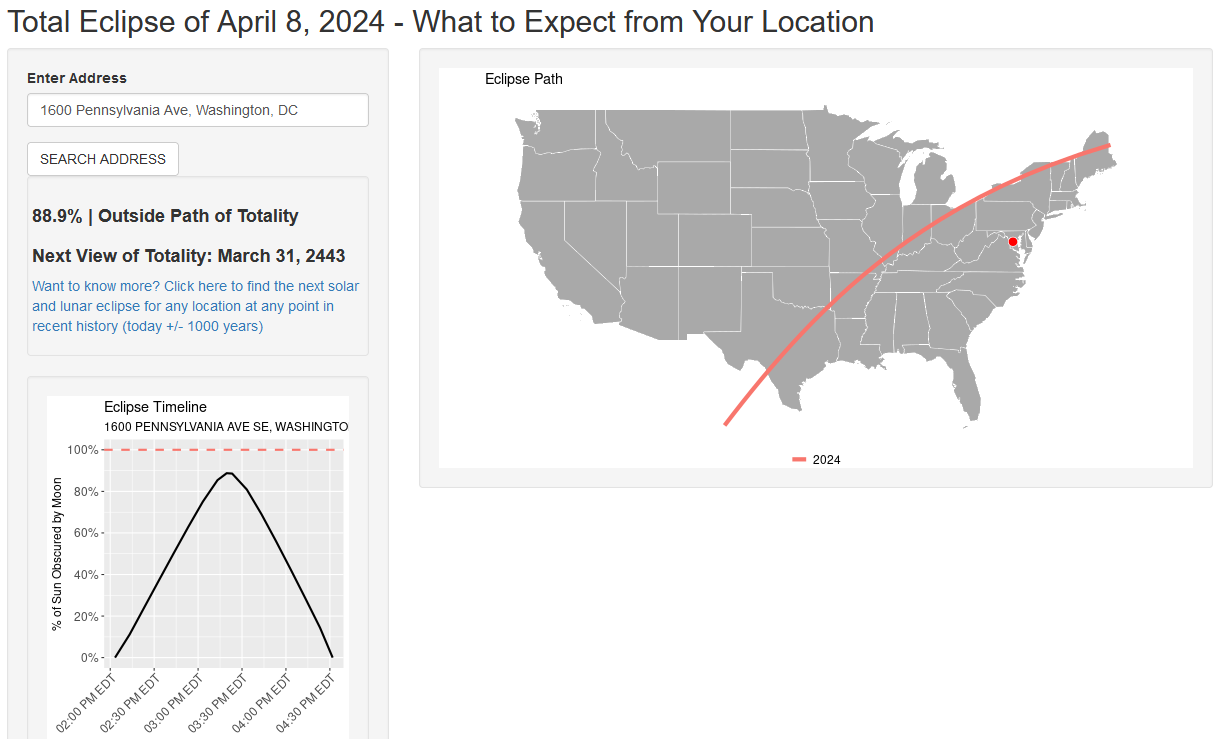 Total Eclipse of April 8, 2024 - What to Expect from Your Location
Enter Address
1600 Pennsylvania Ave, Washington, DC
SEARCH ADDRESS
88.9% | Outside Path of Totality
Next View of Totality: March 31, 2443
Want to know more? Click here to find the next solar
and lunar eclipse for any location at any point in
recent history (today +/- 1000 years)
Eclipse Timeline
1600 PENNSYLVANIA AVE SE, WASHINGTO
% of Sun Obscured by Moon
100%
80%
60%
40%
20%
0%
02:00 PM EDT
02:30 PM EDT
03:00 PM EDT
03:30 PM EDT
04:00 PM EDT
04:30 PM EDT
Eclipse Path
2024